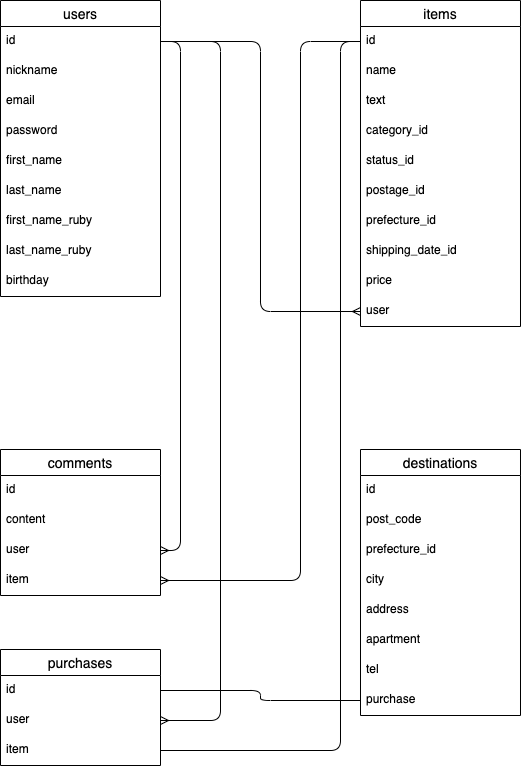 users
id
nickname
email
password
first_name
last_name
first_name_ruby
last_name_ruby
birthday
items
id
name
text
category_id
status_id
postage_id
prefecture_id
shipping_date_id
price
user
comments
id
content
user
item
destinations
id
post_code
prefecture_id
city
address
apartment
tel
purchase
purchases
id
user
item